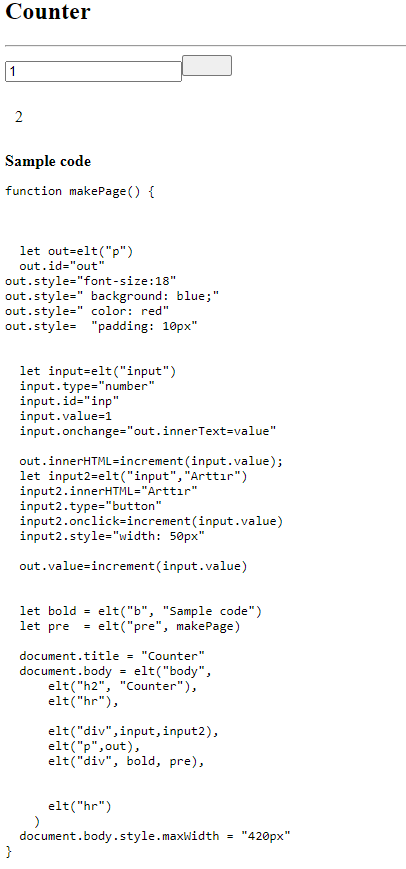 Counter
1
2
Sample code
function makePage() {
  let out=elt("p")
  out.id="out"
out.style="font-size:18"
out.style=" background: blue;"
out.style=" color: red"
out.style=  "padding: 10px"
  let input=elt("input")
  input.type="number"
  input.id="inp"
  input.value=1
  input.onchange="out.innerText=value"
  out.innerHTML=increment(input.value);
  let input2=elt("input","Arttır")
  input2.innerHTML="Arttır"
  input2.type="button"
  input2.onclick=increment(input.value)
  input2.style="width: 50px"
  out.value=increment(input.value)
  let bold = elt("b", "Sample code")
  let pre  = elt("pre", makePage)
  document.title = "Counter"
  document.body = elt("body",
      elt("h2", "Counter"),
      elt("hr"),
      elt("div",input,input2),
      elt("p",out),
      elt("div", bold, pre),
      elt("hr")
    )
  document.body.style.maxWidth = "420px"
}